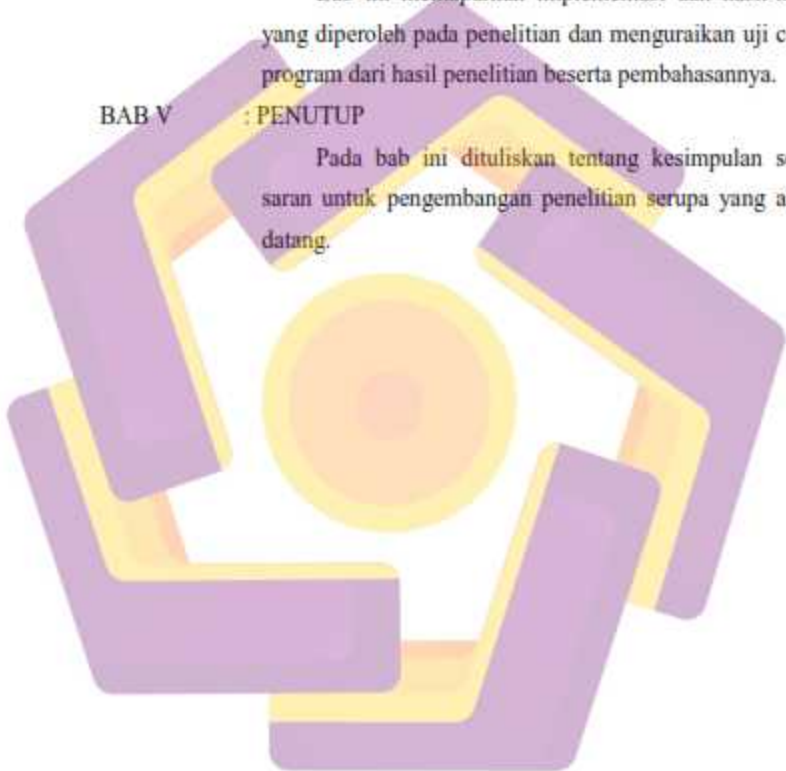 yang diperoleh pada penelitian dan menguraikan uji
program dari hasil penelitian beserta pembahasannya.
BAB V : PENUTUP
Pada bab ini dituliskan tentang kesimpulan
saran untuk pengembangan penelitian serupa yang
datang.